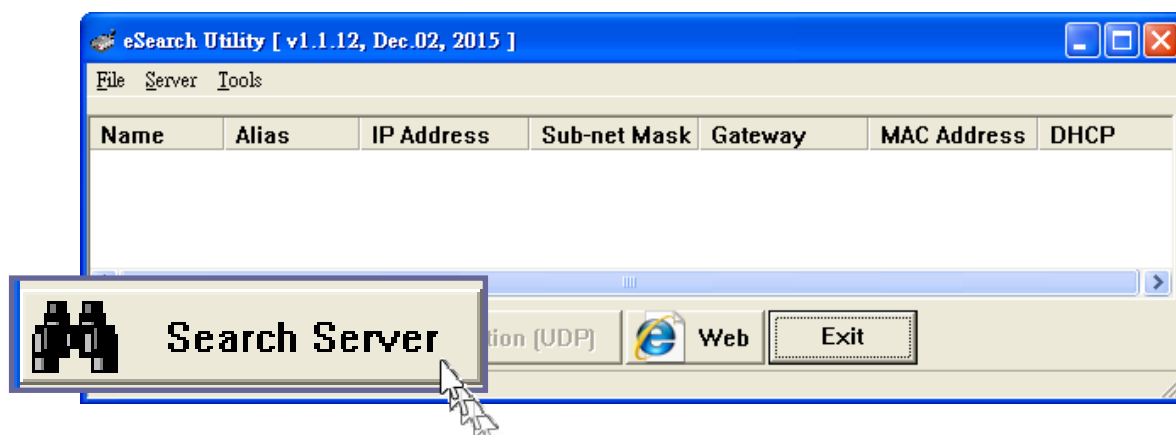 eSearch Utility [ v1.1.12, Dec.02, 2015 ]
File Server Tools
Name Alias IP Address Sub-net Mask Gateway MAC Address DHCP
Search Server tion (UDP) Web Exit